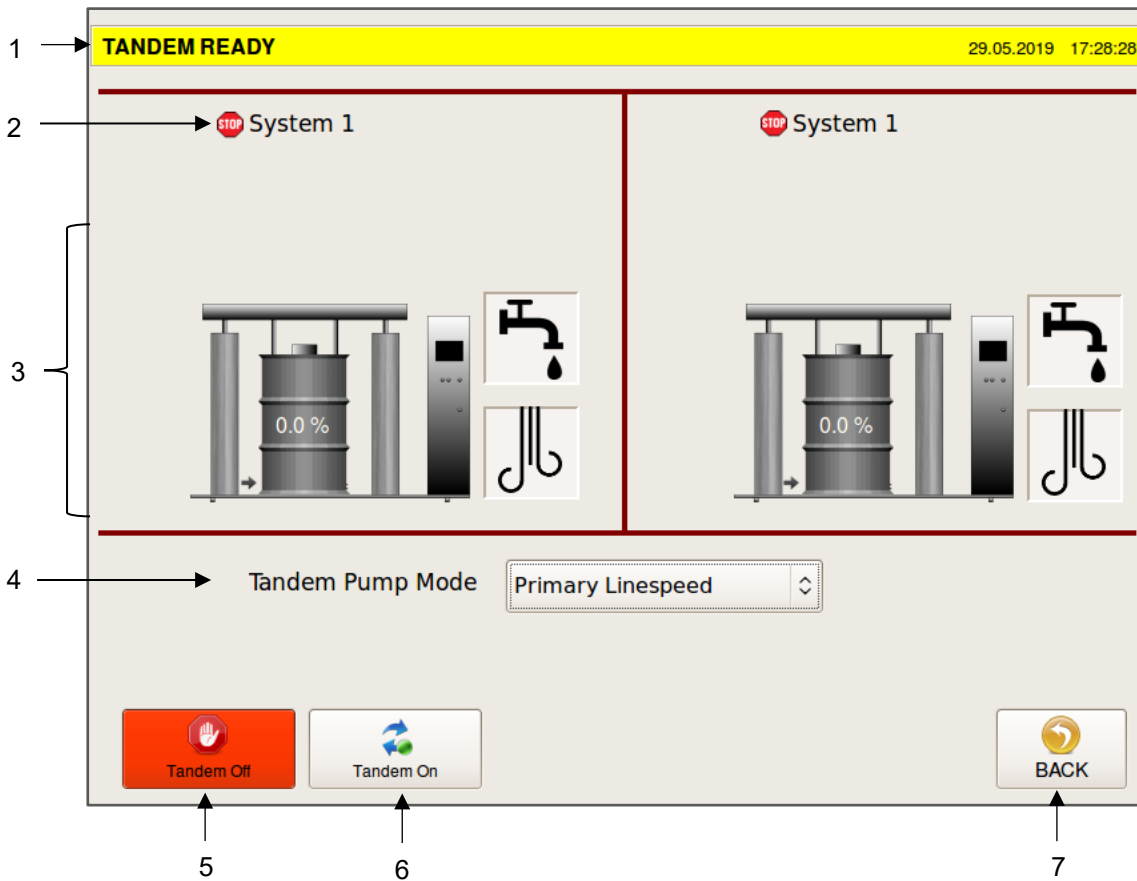 1
TANDEM READY 29.05.2019 17:28:28
2
STOP System 1 STOP System 1
3
0.0 % 0.0 %
4
Tandem Pump Mode Primary Linespeed
Tandem Off Tandem On BACK
5 6 7